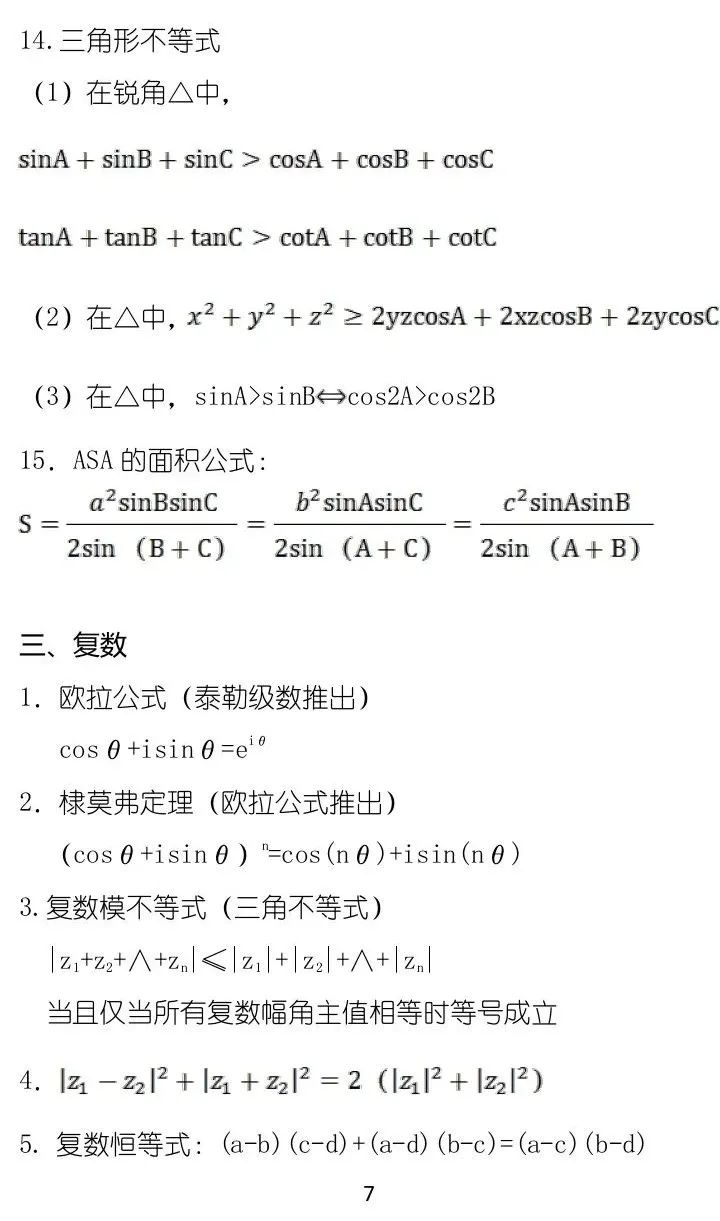 14.三角形不等式
（1）在锐角△中，
sinA + sinB + sinC > cosA + cosB + cosC
tanA + tanB + tanC > cotA + cotB + cotC
（2）在△中，x² + y² + z² ≥ 2yzcosA + 2xzcosB + 2zycosC
（3）在△中，sinA>sinB⇔cos2A>cos2B
15. ASA 的面积公式：
S = a²sinBsinC / 2sin （B + C） = b²sinAsinC / 2sin （A + C） = c²sinAsinB / 2sin （A + B）
三、复数
1. 欧拉公式（泰勒级数推出）
cosθ+isinθ=e^{iθ}
2. 棣莫弗定理（欧拉公式推出）
(cosθ+isinθ)ⁿ=cos(nθ)+isin(nθ)
3.复数模不等式（三角不等式）
|z₁+z₂+∧+zₙ|≤|z₁|+|z₂|+∧+|zₙ|
当且仅当所有复数幅角主值相等时等号成立
4. |z₁ − z₂|² + |z₁ + z₂|² = 2（|z₁|² + |z₂|²）
5. 复数恒等式：(a-b)(c-d)+(a-d)(b-c)=(a-c)(b-d)
7